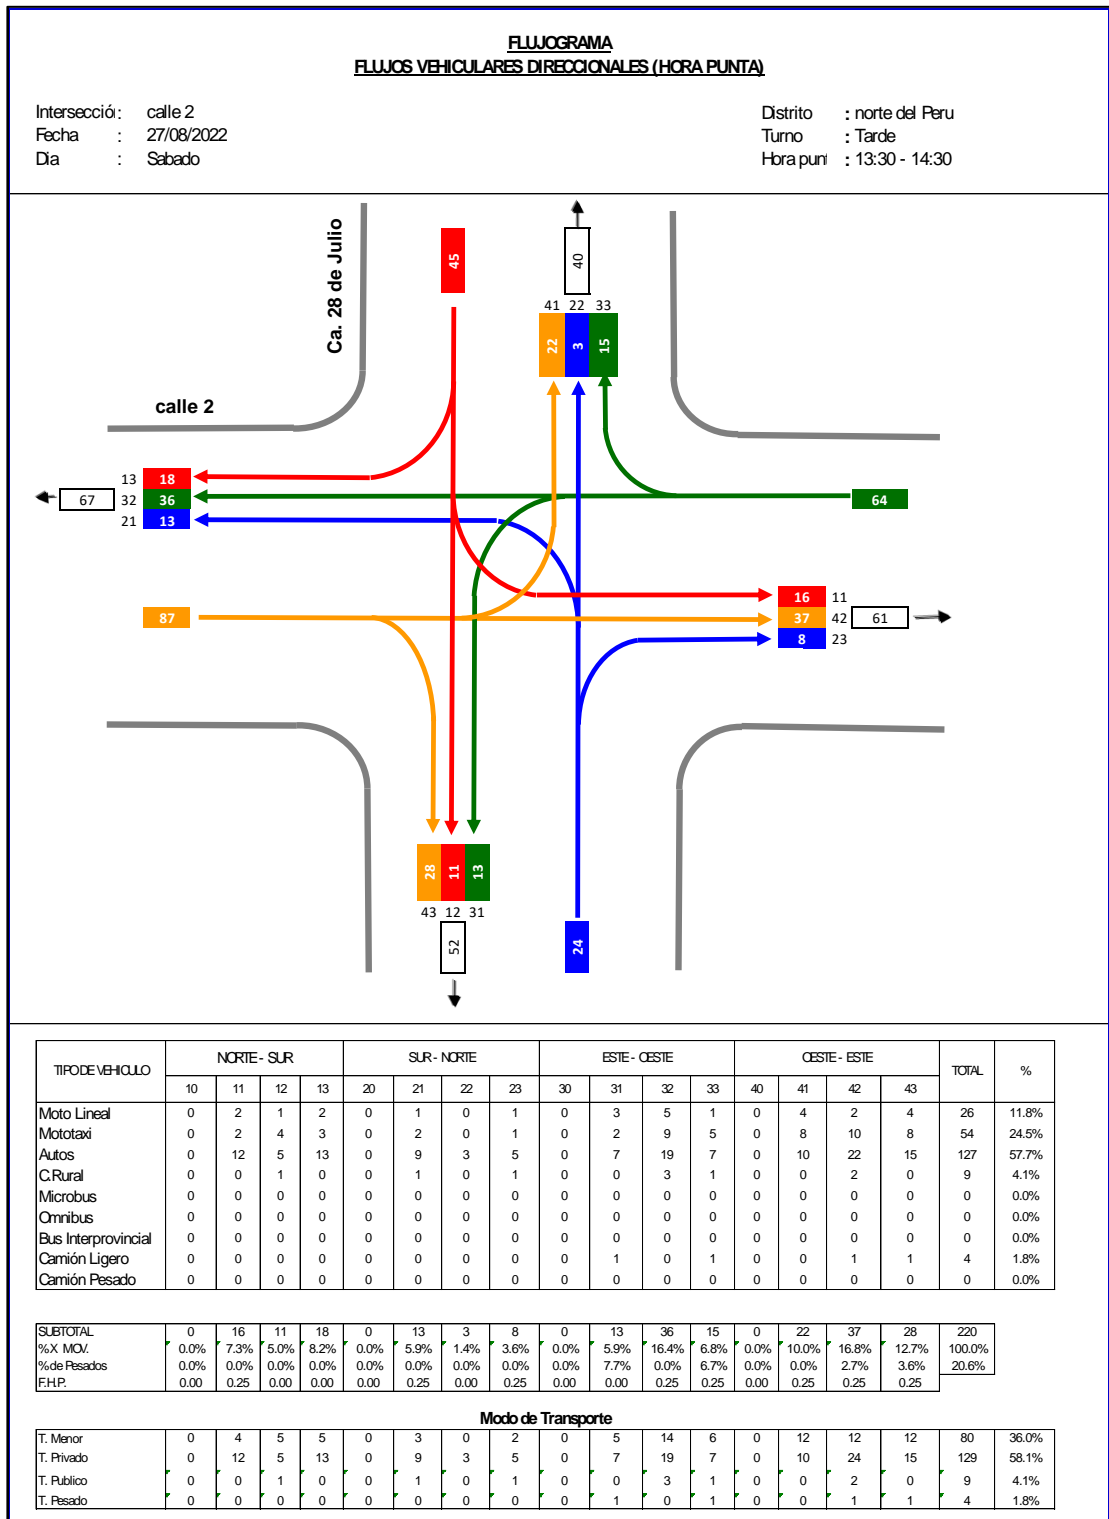 FLUJOGRAMA
FLUJOS VEHICULARES DIRECCIONALES (HORA PUNTA)
Intersecció : calle 2
Distrito : norte del Peru
Fecha : 27/08/2022
Turno : Tarde
Dia : Sabado
Hora punt : 13:30 - 14:30
Ca. 28 de Julio
45
40
41 22 33
22 3 15
calle 2
13 18
67 32 36
21 13
64
87
16 11
37 42 61
8 23
28 11 13
43 12 31
52
24
TIPO DE VEHICULO NORTE - SUR SUR - NORTE ESTE - OESTE OESTE - ESTE TOTAL %
10 11 12 13 20 21 22 23 30 31 32 33 40 41 42 43
Moto Lineal 0 2 1 2 0 1 0 1 0 3 5 1 0 4 2 4 26 11.8%
Mototaxi 0 2 4 3 0 2 0 1 0 2 9 5 0 8 10 8 54 24.5%
Autos 0 12 5 13 0 9 3 5 0 7 19 7 0 10 22 15 127 57.7%
C.Rural 0 0 1 0 0 1 0 1 0 0 3 1 0 0 2 0 9 4.1%
Microbus 0 0 0 0 0 0 0 0 0 0 0 0 0 0 0 0 0 0.0%
Omnibus 0 0 0 0 0 0 0 0 0 0 0 0 0 0 0 0 0 0.0%
Bus Interprovincial 0 0 0 0 0 0 0 0 0 0 0 0 0 0 0 0 0 0.0%
Camión Ligero 0 0 0 0 0 0 0 0 0 1 0 1 0 0 1 1 4 1.8%
Camión Pesado 0 0 0 0 0 0 0 0 0 0 0 0 0 0 0 0 0 0.0%
SUBTOTAL 0 16 11 18 0 13 3 8 0 13 36 15 0 22 37 28 220
% X MOV. 0.0% 7.3% 5.0% 8.2% 0.0% 5.9% 1.4% 3.6% 0.0% 5.9% 16.4% 6.8% 0.0% 10.0% 16.8% 12.7% 100.0%
% de Pesados 0.0% 0.0% 0.0% 0.0% 0.0% 0.0% 0.0% 0.0% 0.0% 7.7% 0.0% 6.7% 0.0% 0.0% 2.7% 3.6% 20.6%
F.H.P. 0.00 0.25 0.00 0.00 0.00 0.25 0.00 0.25 0.00 0.00 0.25 0.25 0.00 0.25 0.25 0.25
Modo de Transporte
T. Menor 0 4 5 5 0 3 0 2 0 5 14 6 0 12 12 12 80 36.0%
T. Privado 0 12 5 13 0 9 3 5 0 7 19 7 0 10 24 15 129 58.1%
T. Publico 0 0 1 0 0 1 0 1 0 0 3 1 0 0 2 0 9 4.1%
T. Pesado 0 0 0 0 0 0 0 0 0 1 0 1 0 0 1 1 4 1.8%